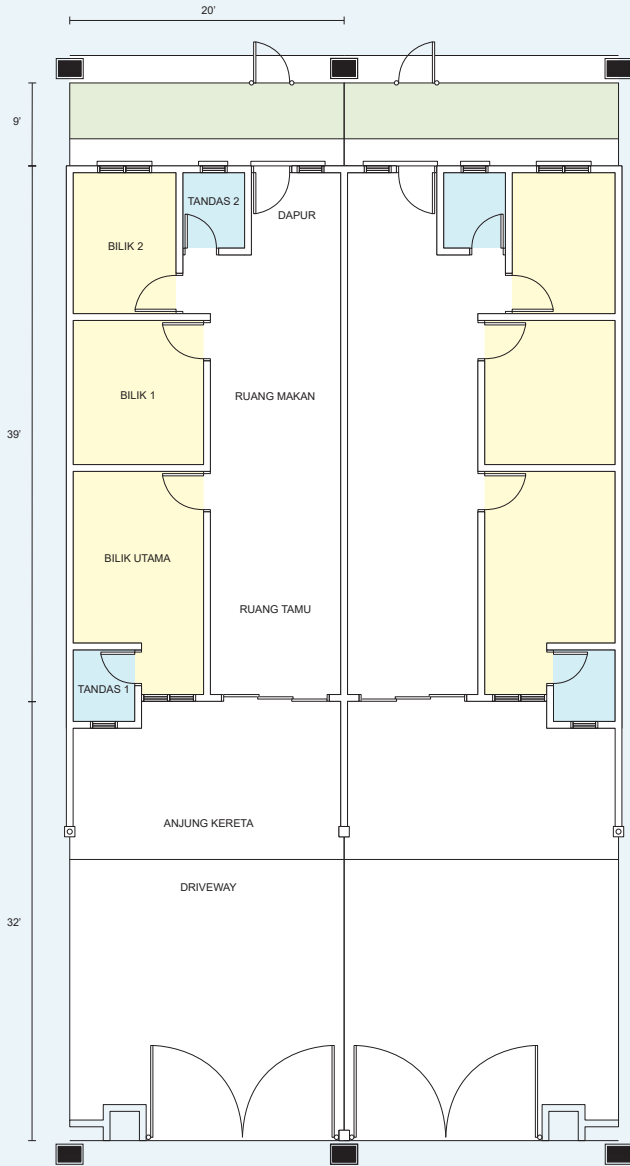 20'
9'
TANDAS 2
DAPUR
BILIK 2
BILIK 1
RUANG MAKAN
39'
BILIK UTAMA
RUANG TAMU
TANDAS 1
ANJUNG KERETA
DRIVEWAY
32'